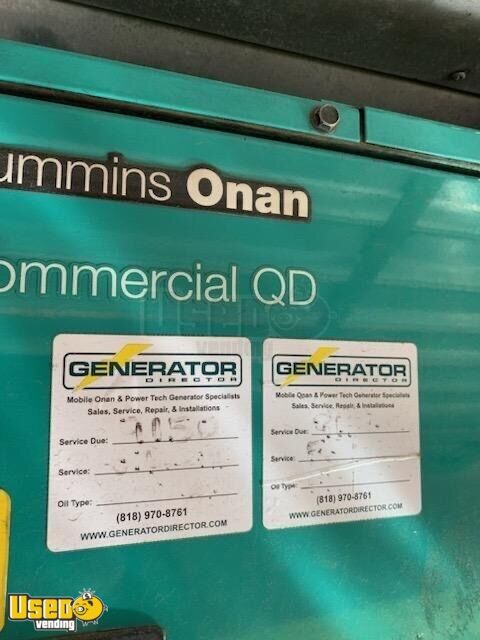 ummins Onan
ommercial QD
GENERATOR
DIRECTOR
Mobile Onan & Power Tech Generator Specialists
Sales, Service, Repair, & Installations
Service Due:
Service:
Oil Type:
(818) 970-8761
WWW.GENERATORDIRECTOR.COM
GENERATOR
DIRECTOR
Mobile Onan & Power Tech Generator Specialists
Sales, Service, Repair, & Installations
Service Due:
Service:
Oil Type:
(818) 970-8761
WWW.GENERATORDIRECTOR.COM
Used
vending
Used
vending